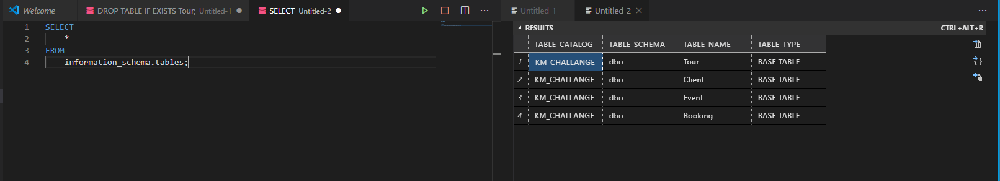 Welcome
DROP TABLE IF EXISTS Tour; Untitled-1
SELECT Untitled-2
1 SELECT
2 *
3 FROM
4 information_schema.tables;
Untitled-1
Untitled-2
RESULTS CTRL+ALT+R
TABLE_CATALOG TABLE_SCHEMA TABLE_NAME TABLE_TYPE
1 KM_CHALLANGE dbo Tour BASE TABLE
2 KM_CHALLANGE dbo Client BASE TABLE
3 KM_CHALLANGE dbo Event BASE TABLE
4 KM_CHALLANGE dbo Booking BASE TABLE